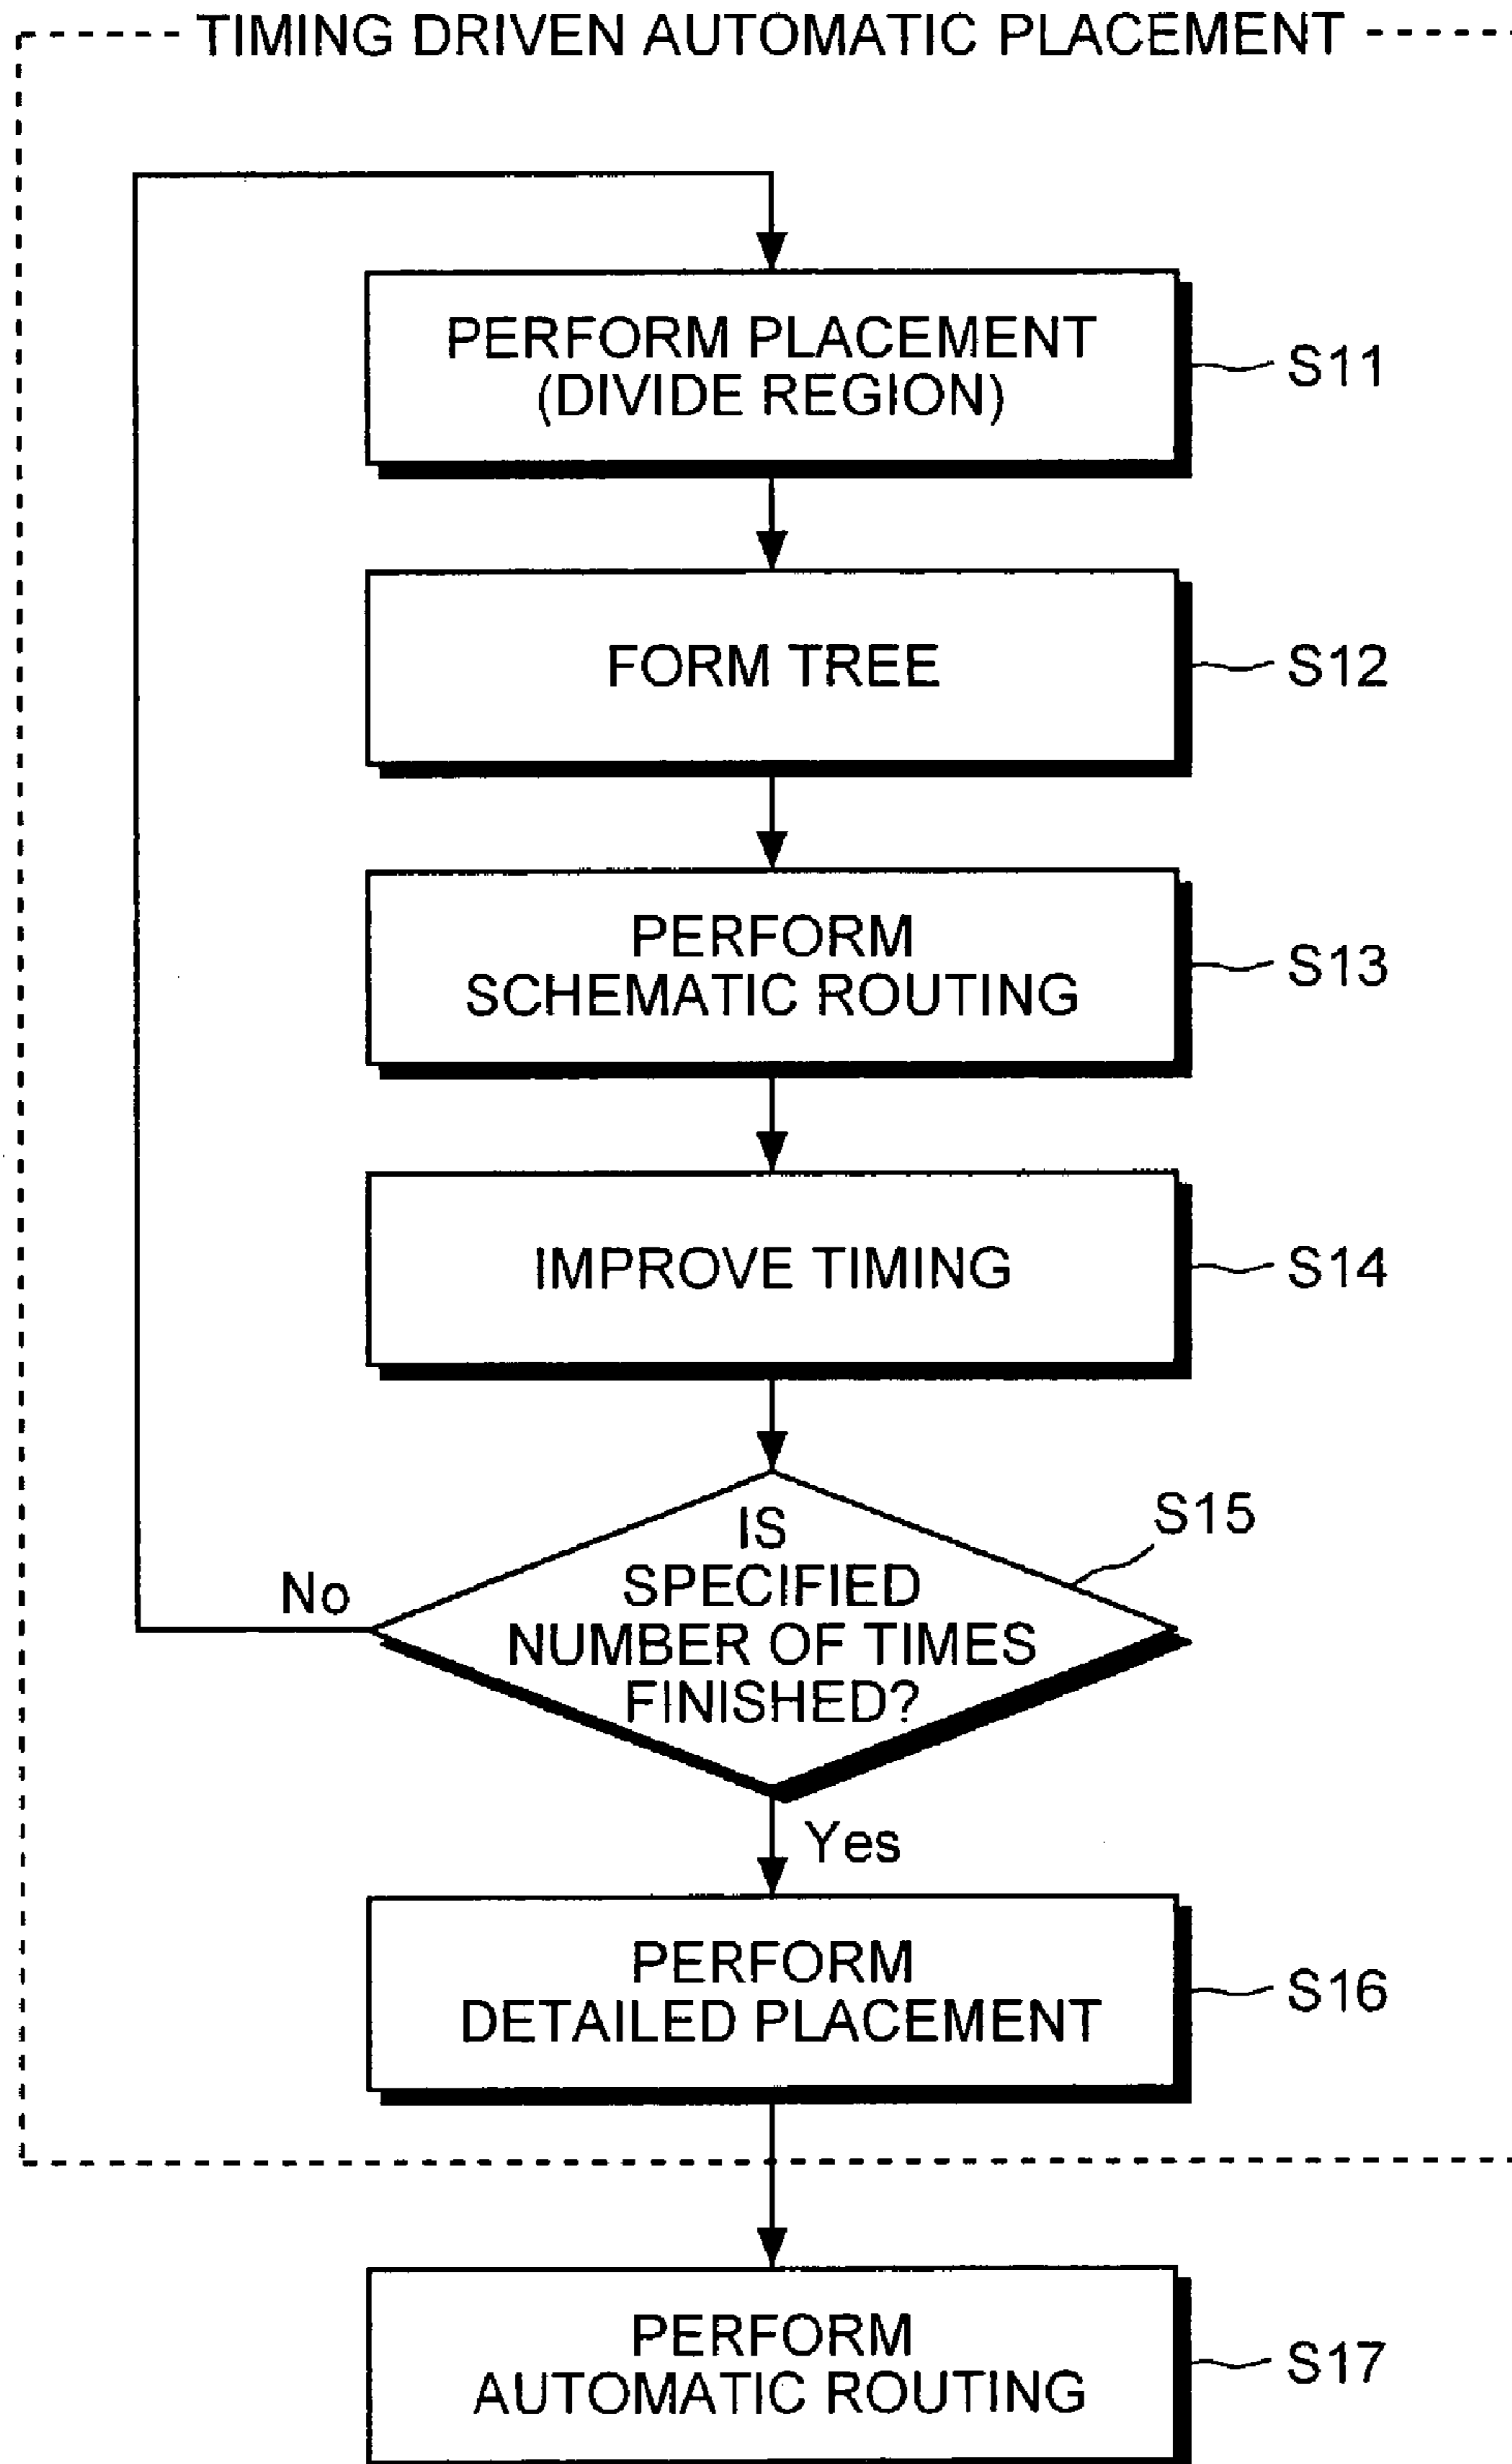 TIMING DRIVEN AUTOMATIC PLACEMENT
PERFORM PLACEMENT
(DIVIDE REGION)
S11
FORM TREE
S12
PERFORM
SCHEMATIC ROUTING
S13
IMPROVE TIMING
S14
IS
SPECIFIED
NUMBER OF TIMES
FINISHED?
S15
No
Yes
PERFORM
DETAILED PLACEMENT
S16
PERFORM
AUTOMATIC ROUTING
S17